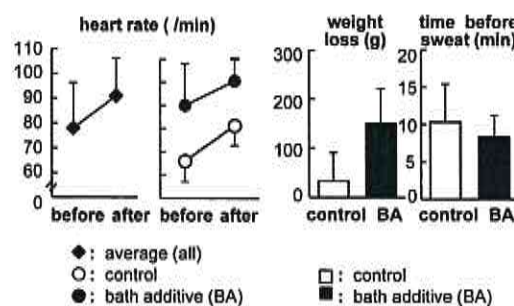 heart rate ( /min)
110
100
90
80
70
60
0
before after
before after
weight
loss (g)
300
200
100
0
control BA
time before
sweat (min)
20
15
10
5
0
control BA
◆: average (all)
○: control
●: bath additive (BA)
□: control
■: bath additive (BA)